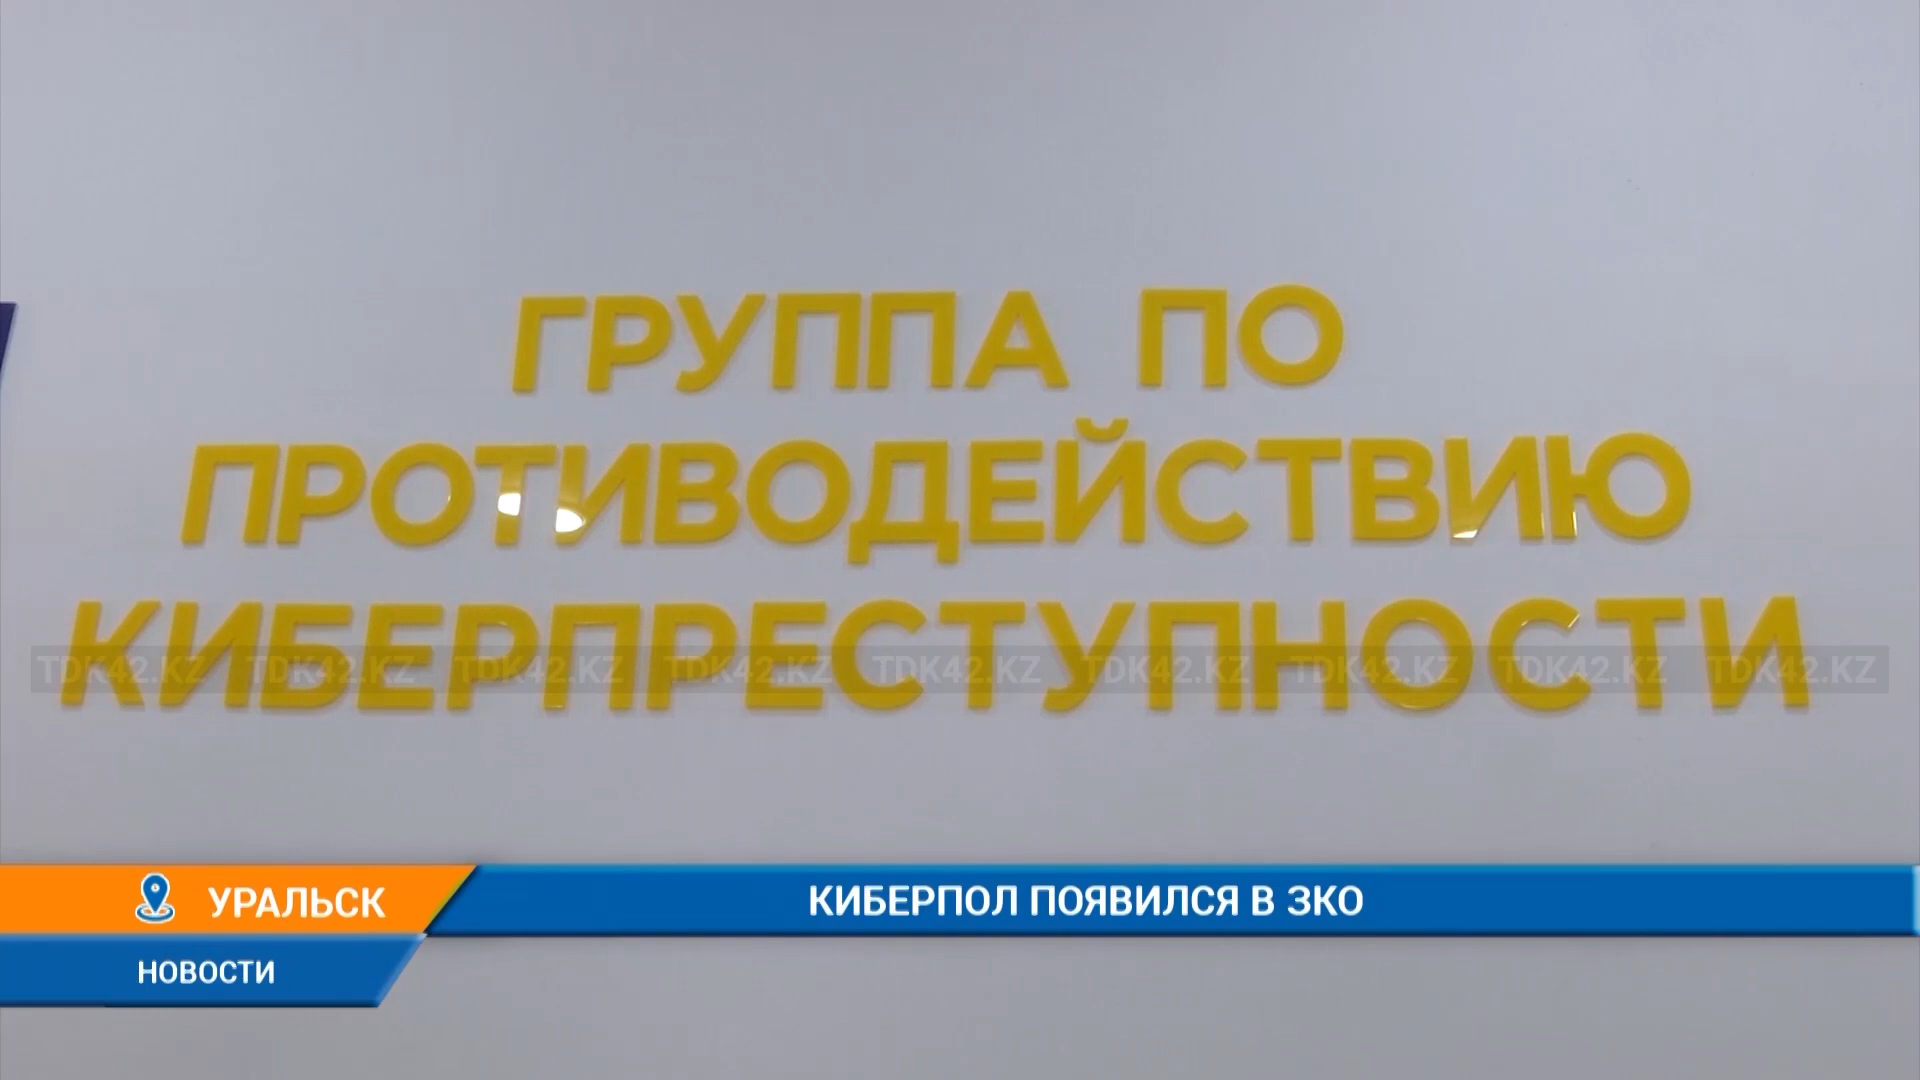 ГРУППА ПО
ПРОТИВОДЕЙСТВИЮ
КИБЕРПРЕСТУПНОСТИ
TDK42.KZ TDK42.KZ TDK42.KZ TDK42.KZ TDK42.KZ TDK42.KZ TDK42.KZ TDK42.KZ TDK42.KZ
УРАЛЬСК
КИБЕРПОЛ ПОЯВИЛСЯ В ЗКО
НОВОСТИ